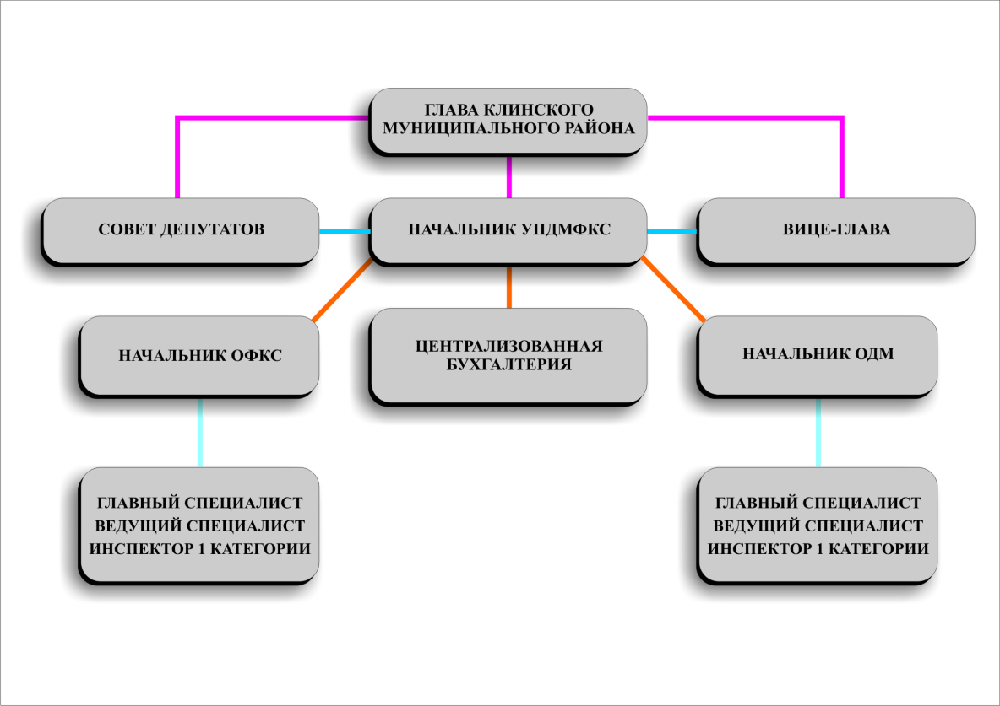 ГЛАВА КЛИНСКОГО
МУНИЦИПАЛЬНОГО РАЙОНА
СОВЕТ ДЕПУТАТОВ
НАЧАЛЬНИК УПДМФКС
ВИЦЕ-ГЛАВА
НАЧАЛЬНИК ОФКС
ЦЕНТРАЛИЗОВАННАЯ
БУХГАЛТЕРИЯ
НАЧАЛЬНИК ОДМ
ГЛАВНЫЙ СПЕЦИАЛИСТ
ВЕДУЩИЙ СПЕЦИАЛИСТ
ИНСПЕКТОР 1 КАТЕГОРИИ
ГЛАВНЫЙ СПЕЦИАЛИСТ
ВЕДУЩИЙ СПЕЦИАЛИСТ
ИНСПЕКТОР 1 КАТЕГОРИИ